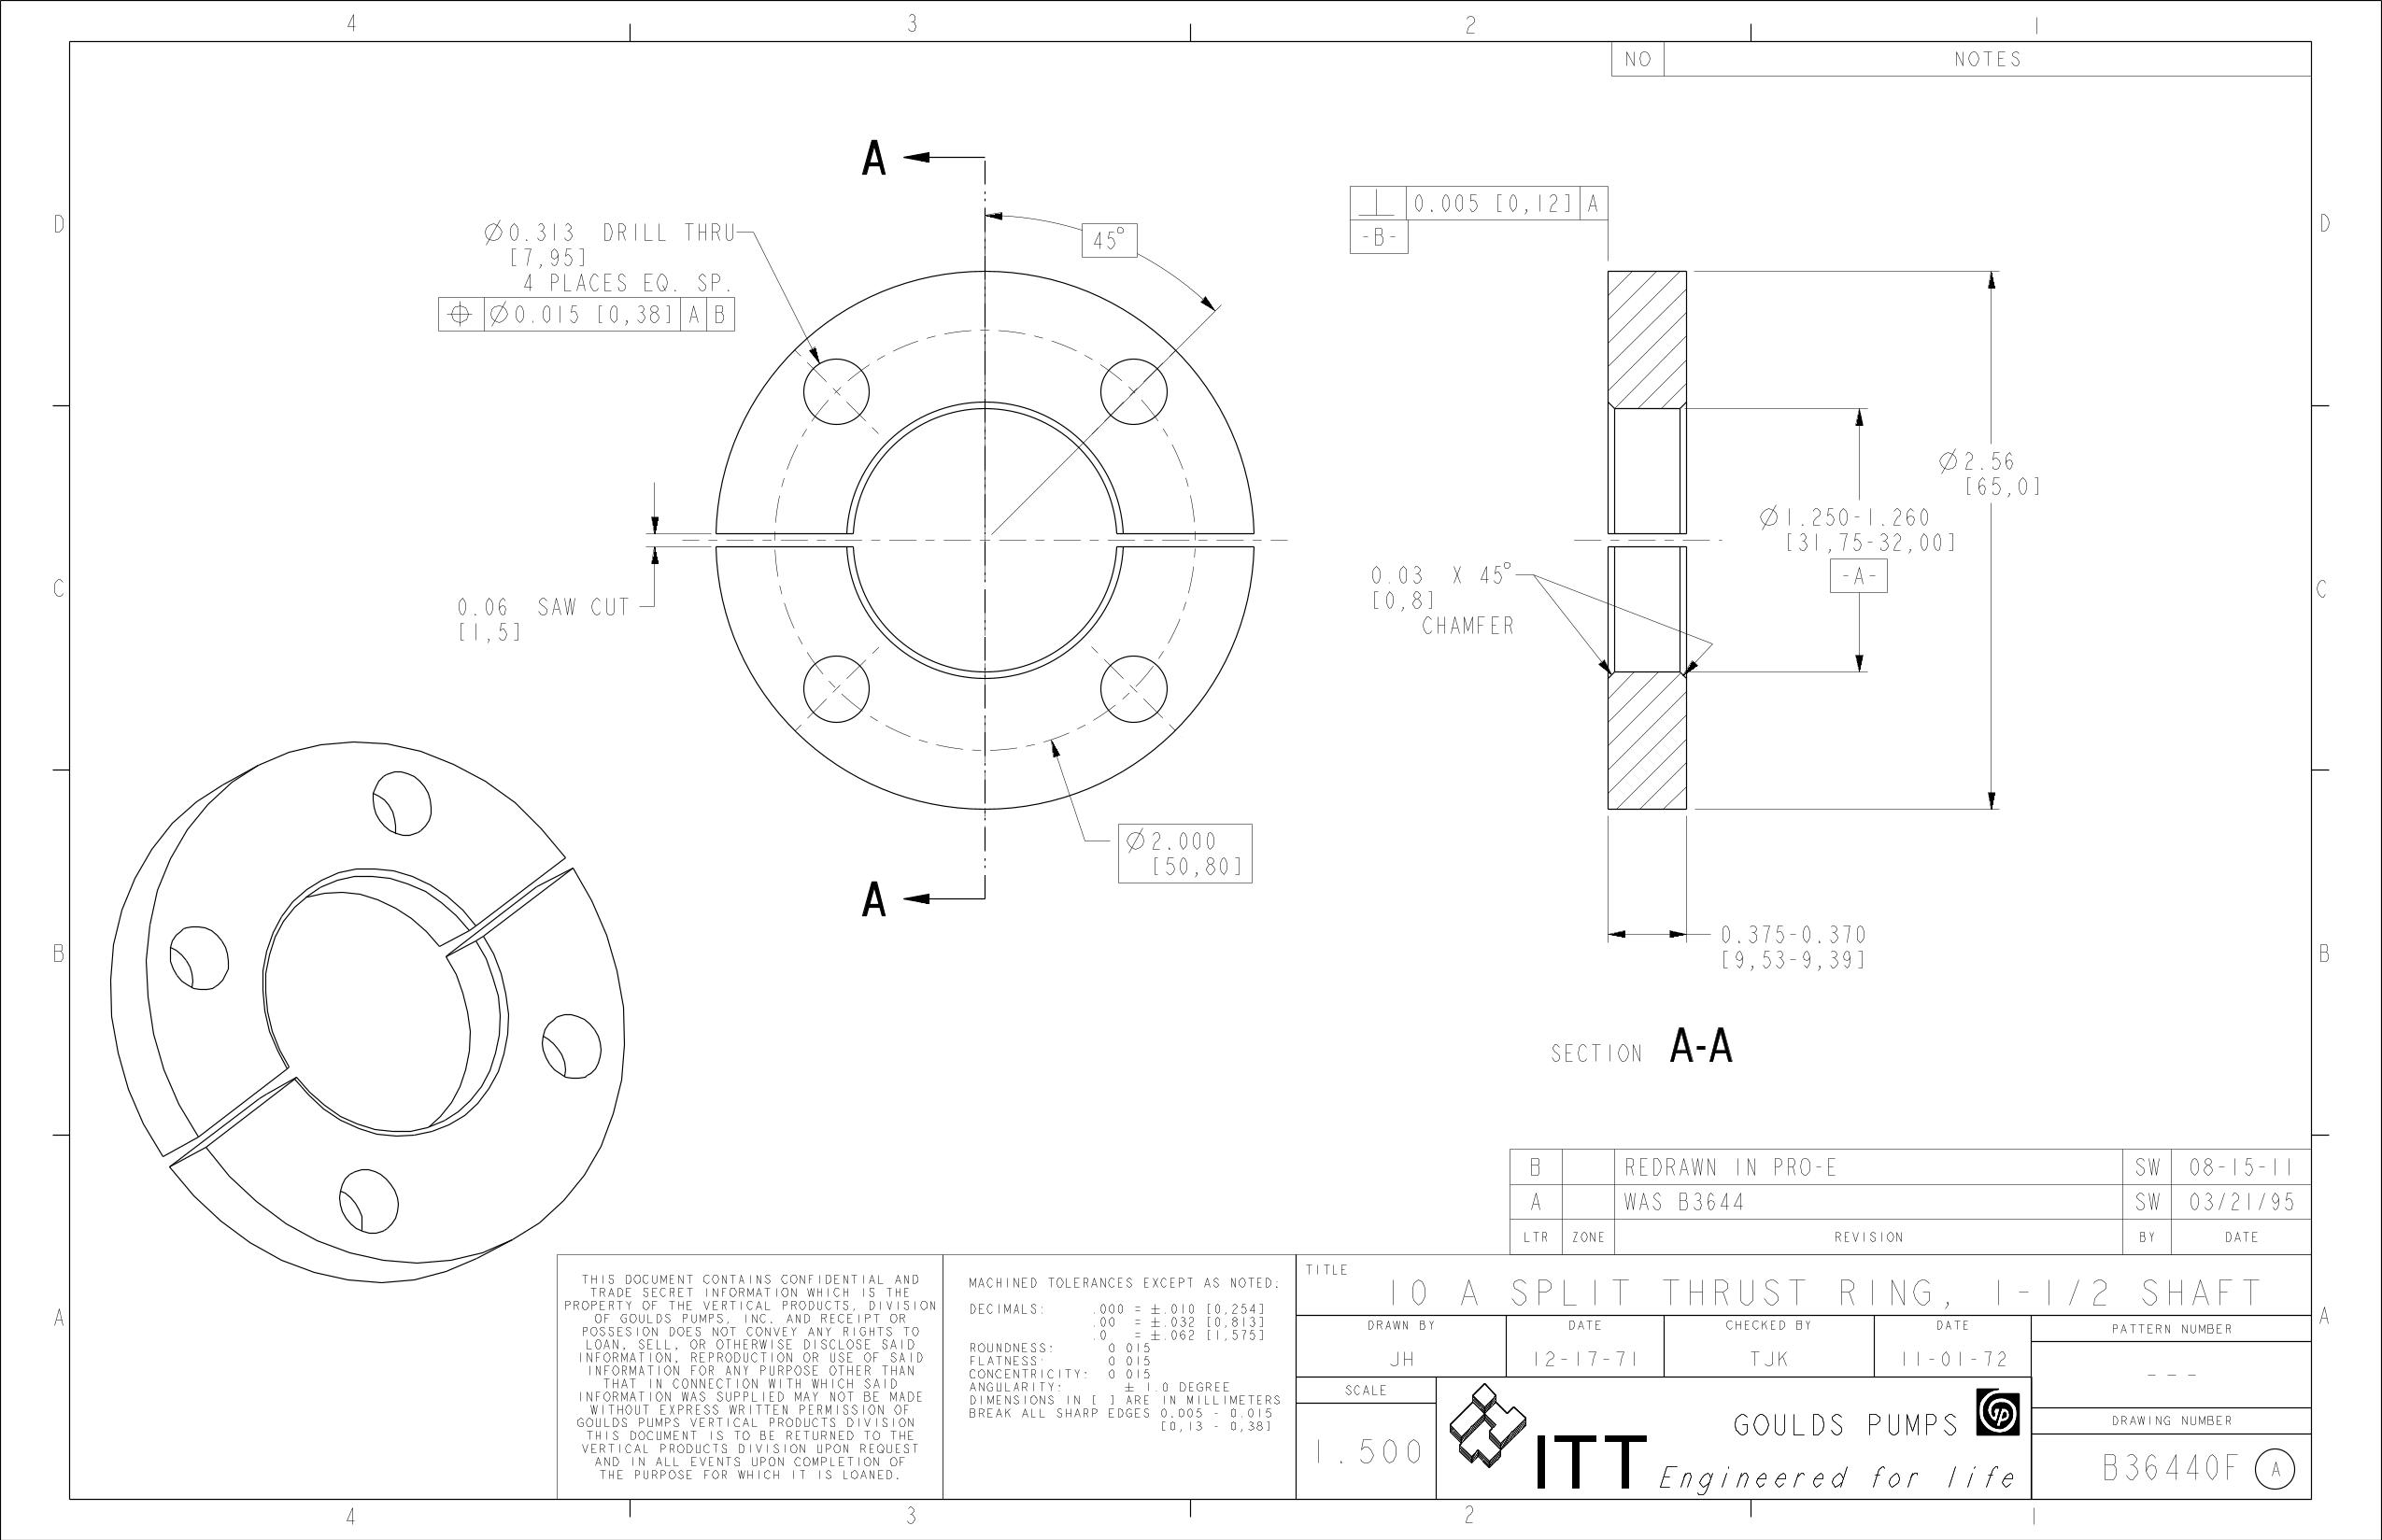 4
3
2
1
NO NOTES
D
D
C
C
B
B
A
A
A
A
Ø0.313 DRILL THRU
[7,95]
4 PLACES EQ. SP.
⌖ Ø0.015 [0,38] A B
45°
⊥ 0.005 [0,12] A
-B-
Ø2.56
[65,0]
Ø1.250-1.260
[31,75-32,00]
-A-
0.03 X 45°
[0,8]
CHAMFER
0.06 SAW CUT
[1,5]
Ø2.000
[50,80]
0.375-0.370
[9,53-9,39]
SECTION A-A
B REDRAWN IN PRO-E SW 08-15-11
A WAS B3644 SW 03/21/95
LTR ZONE REVISION BY DATE
THIS DOCUMENT CONTAINS CONFIDENTIAL AND
TRADE SECRET INFORMATION WHICH IS THE
PROPERTY OF THE VERTICAL PRODUCTS, DIVISION
OF GOULDS PUMPS, INC. AND RECEIPT OR
POSSESION DOES NOT CONVEY ANY RIGHTS TO
LOAN, SELL, OR OTHERWISE DISCLOSE SAID
INFORMATION, REPRODUCTION OR USE OF SAID
INFORMATION FOR ANY PURPOSE OTHER THAN
THAT IN CONNECTION WITH WHICH SAID
INFORMATION WAS SUPPLIED MAY NOT BE MADE
WITHOUT EXPRESS WRITTEN PERMISSION OF
GOULDS PUMPS VERTICAL PRODUCTS DIVISION
THIS DOCUMENT IS TO BE RETURNED TO THE
VERTICAL PRODUCTS DIVISION UPON REQUEST
AND IN ALL EVENTS UPON COMPLETION OF
THE PURPOSE FOR WHICH IT IS LOANED.
MACHINED TOLERANCES EXCEPT AS NOTED:
DECIMALS: .000 = ±.010 [0,254]
.00 = ±.032 [0,813]
.0 = ±.062 [1,575]
ROUNDNESS: 0.015
FLATNESS: 0.015
CONCENTRICITY: 0.015
ANGULARITY: ± 1.0 DEGREE
DIMENSIONS IN [ ] ARE IN MILLIMETERS
BREAK ALL SHARP EDGES 0.005 - 0.015
[0,13 - 0,38]
TITLE
10 A SPLIT THRUST RING, 1-1/2 SHAFT
DRAWN BY DATE CHECKED BY DATE PATTERN NUMBER
JH 12-17-71 TJK 11-01-72 ---
SCALE
1.500
ITT
GOULDS PUMPS gp
Engineered for life
DRAWING NUMBER
B36440F A
4
3
2
1